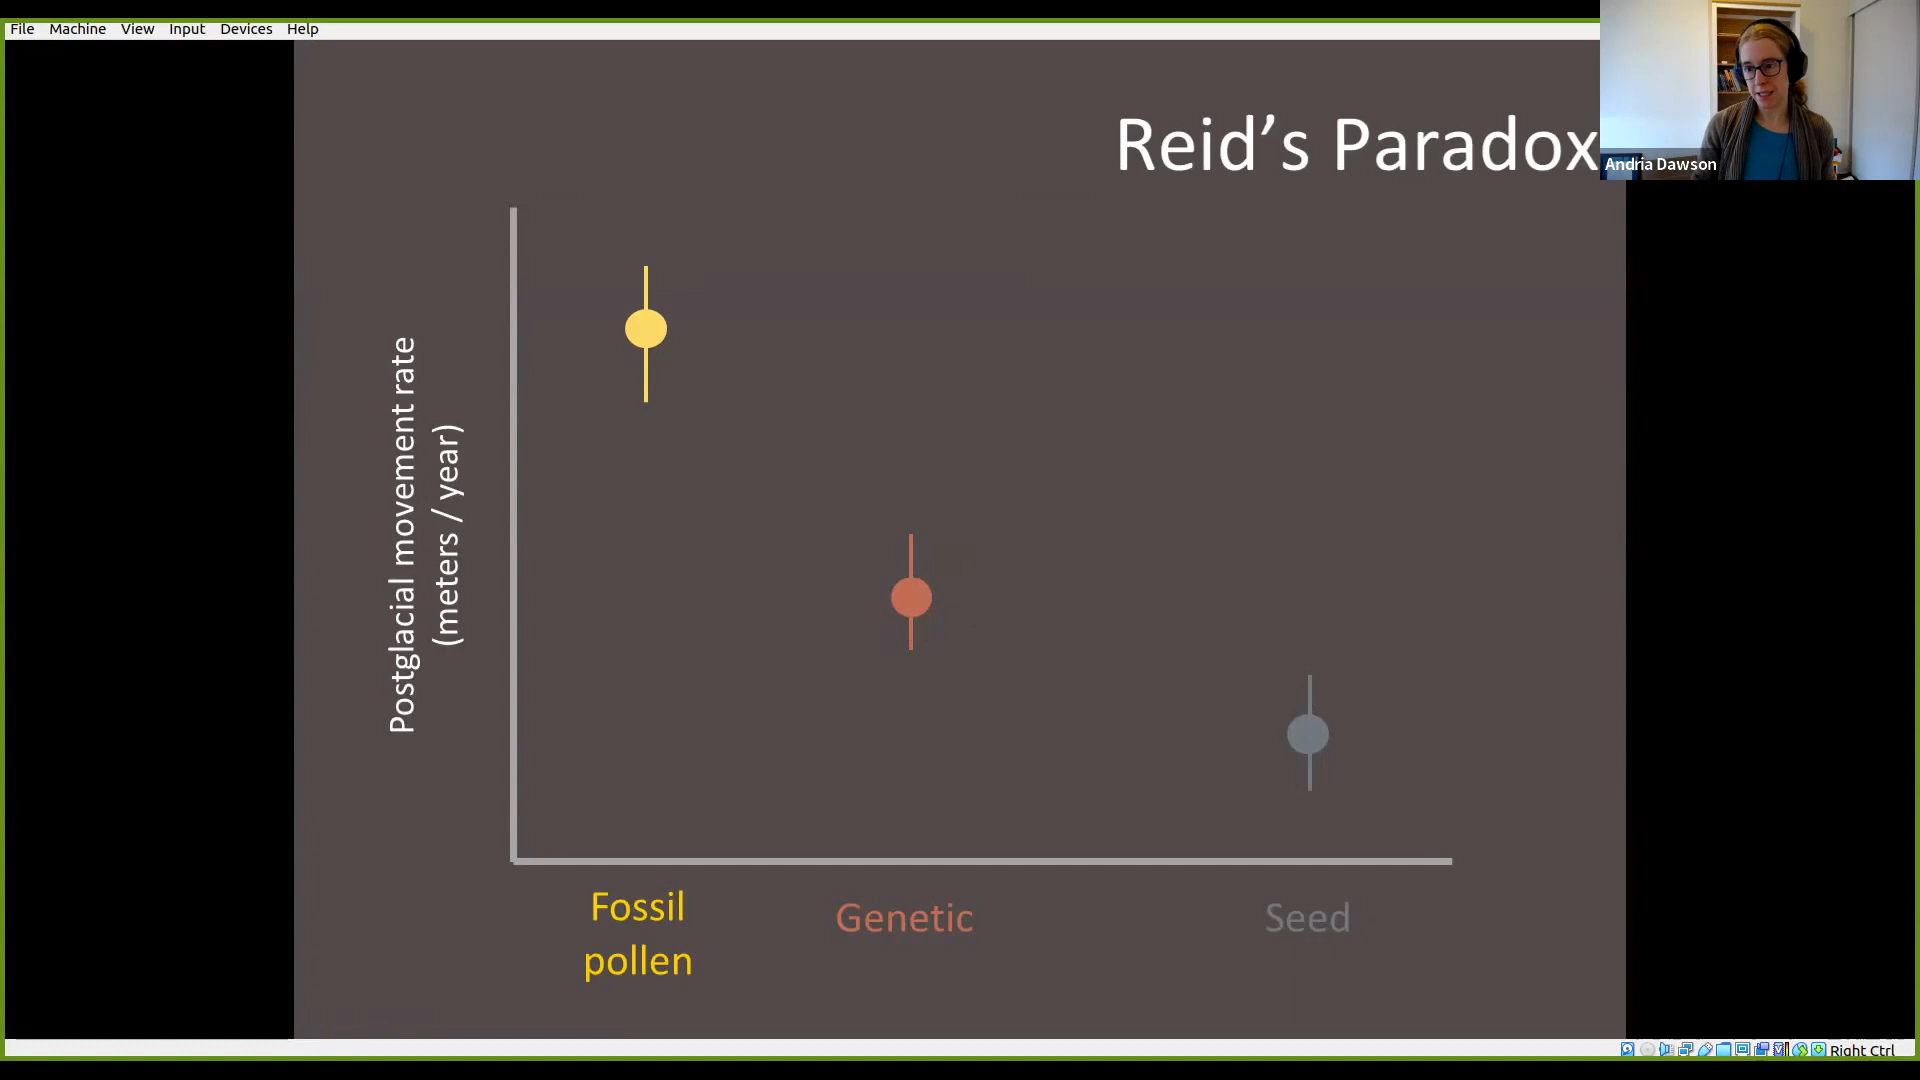 File Machine View Input Devices Help
Reid’s Paradox
Andria Dawson
Postglacial movement rate
(meters / year)
Fossil
pollen
Genetic
Seed
Right Ctrl